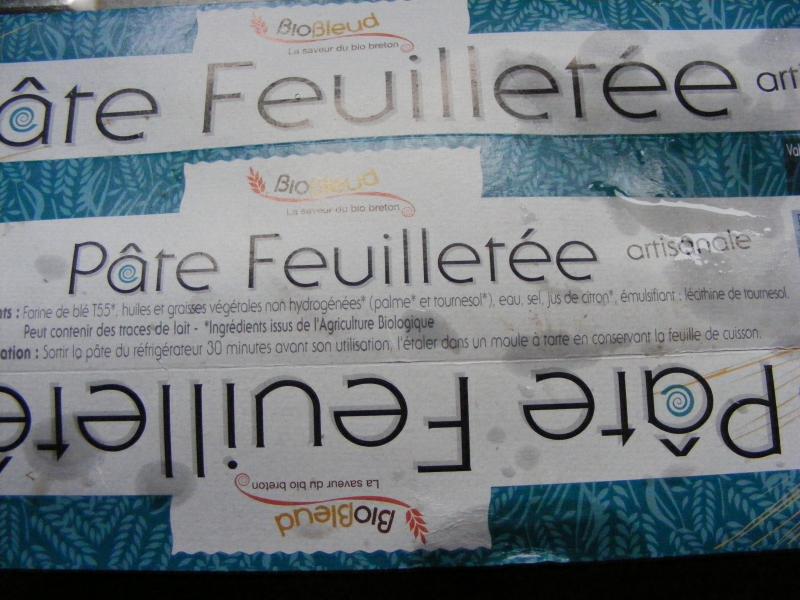 BioBleud
La saveur du bio breton
Pâte Feuilletée
BioBleud
La saveur du bio breton
Pâte Feuilletée artisanale
Farine de blé T55*, huiles et graisses végétales non hydrogénées* (palme* et tournesol*), eau, sel, jus de citron*, émulsifiant : lécithine de tournesol.
Peut contenir des traces de lait - *Ingrédients issus de l'Agriculture Biologique
Sortir la pâte du réfrigérateur 30 minutes avant son utilisation, l'étaler dans un moule à tarte en conservant la feuille de cuisson.
Pâte Feuilleté
La saveur du bio breton
BioBleud